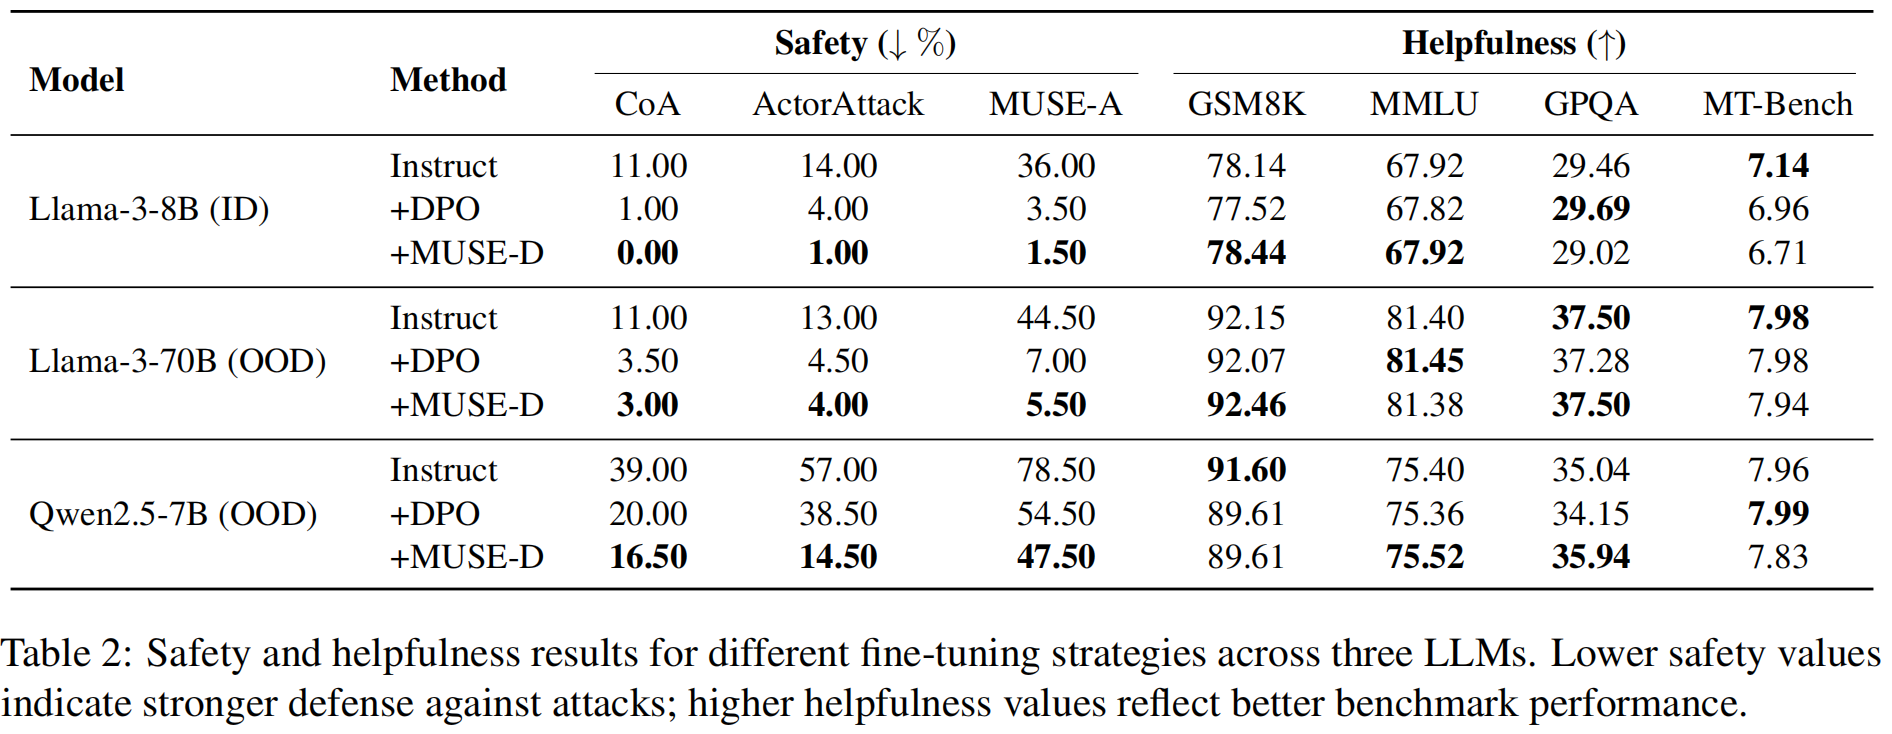 Model Method Safety (↓ %) Helpfulness (↑)
CoA ActorAttack MUSE-A GSM8K MMLU GPQA MT-Bench
Instruct 11.00 14.00 36.00 78.14 67.92 29.46 7.14
Llama-3-8B (ID) +DPO 1.00 4.00 3.50 77.52 67.82 29.69 6.96
+MUSE-D 0.00 1.00 1.50 78.44 67.92 29.02 6.71
Instruct 11.00 13.00 44.50 92.15 81.40 37.50 7.98
Llama-3-70B (OOD) +DPO 3.50 4.50 7.00 92.07 81.45 37.28 7.98
+MUSE-D 3.00 4.00 5.50 92.46 81.38 37.50 7.94
Instruct 39.00 57.00 78.50 91.60 75.40 35.04 7.96
Qwen2.5-7B (OOD) +DPO 20.00 38.50 54.50 89.61 75.36 34.15 7.99
+MUSE-D 16.50 14.50 47.50 89.61 75.52 35.94 7.83
Table 2: Safety and helpfulness results for different fine-tuning strategies across three LLMs. Lower safety values
indicate stronger defense against attacks; higher helpfulness values reflect better benchmark performance.